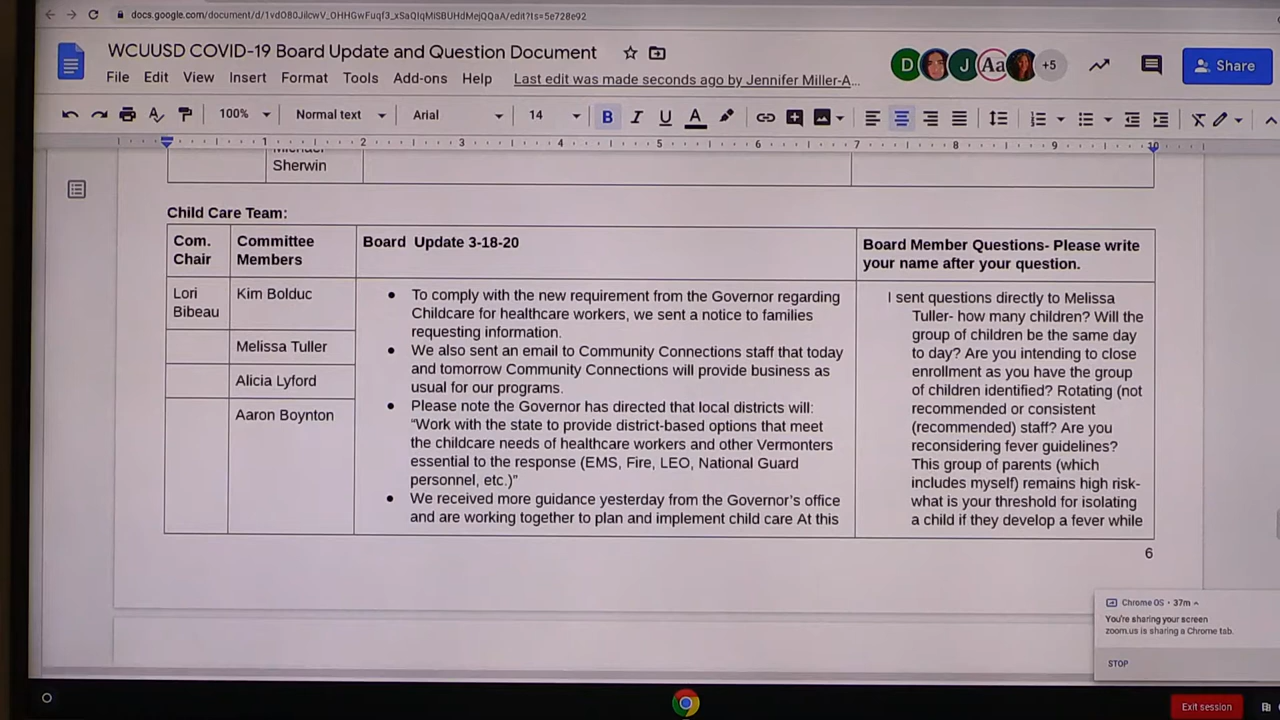 docs.google.com/document/d/1vdO80JilcwV_OHHGwFuqf3_xSaQIqMISBUHdMejQQaA/edit?ts=5e728e92
WCUUSD COVID-19 Board Update and Question Document
D
J
Aa
+5
Share
File Edit View Insert Format Tools Add-ons Help Last edit was made seconds ago by Jennifer Miller-A...
100% Normal text Arial 14 B I U A
1 2 3 4 5 6 7 8 9 10
Sherwin
Child Care Team:
Com. Chair
Committee Members
Board Update 3-18-20
Board Member Questions- Please write
your name after your question.
Lori
Bibeau
Kim Bolduc
Melissa Tuller
Alicia Lyford
Aaron Boynton
● To comply with the new requirement from the Governor regarding
Childcare for healthcare workers, we sent a notice to families
requesting information.
● We also sent an email to Community Connections staff that today
and tomorrow Community Connections will provide business as
usual for our programs.
● Please note the Governor has directed that local districts will:
“Work with the state to provide district-based options that meet
the childcare needs of healthcare workers and other Vermonters
essential to the response (EMS, Fire, LEO, National Guard
personnel, etc.)”
● We received more guidance yesterday from the Governor's office
and are working together to plan and implement child care At this
I sent questions directly to Melissa
Tuller- how many children? Will the
group of children be the same day
to day? Are you intending to close
enrollment as you have the group
of children identified? Rotating (not
recommended or consistent
(recommended) staff? Are you
reconsidering fever guidelines?
This group of parents (which
includes myself) remains high risk-
what is your threshold for isolating
a child if they develop a fever while
6
Chrome OS • 37m
You're sharing your screen
zoom.us is sharing a Chrome tab.
STOP
Exit session